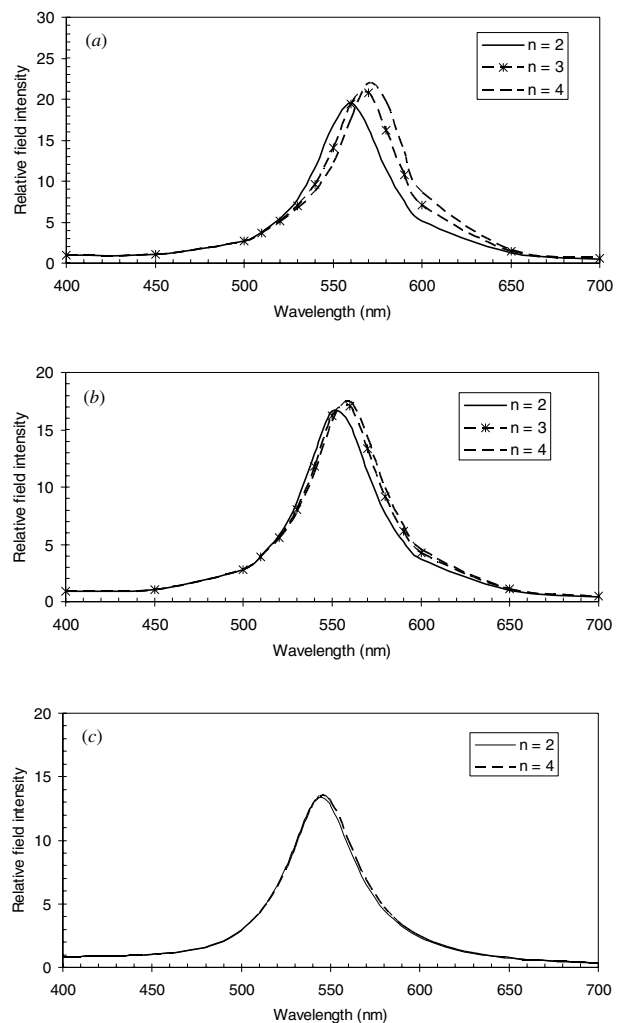 (a)
n = 2
n = 3
n = 4
30
25
20
15
10
5
0
Relative field intensity
400 450 500 550 600 650 700
Wavelength (nm)
(b)
n = 2
n = 3
n = 4
20
15
10
5
0
Relative field intensity
400 450 500 550 600 650 700
Wavelength (nm)
(c)
n = 2
n = 4
20
15
10
5
0
Relative field intensity
400 450 500 550 600 650 700
Wavelength (nm)